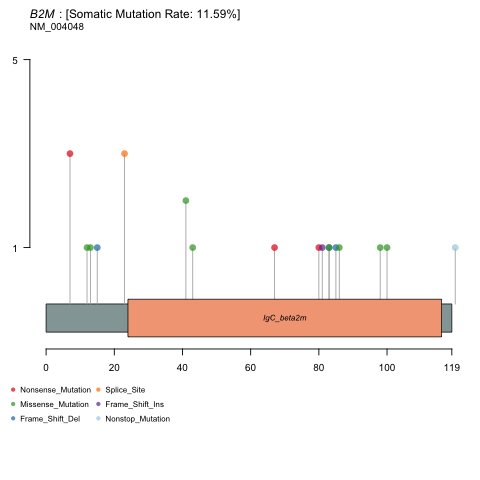 B2M : [Somatic Mutation Rate: 11.59%]
NM_004048
5
1
IgC_beta2m
0 20 40 60 80 100 119
Nonsense_Mutation Splice_Site
Missense_Mutation Frame_Shift_Ins
Frame_Shift_Del Nonstop_Mutation